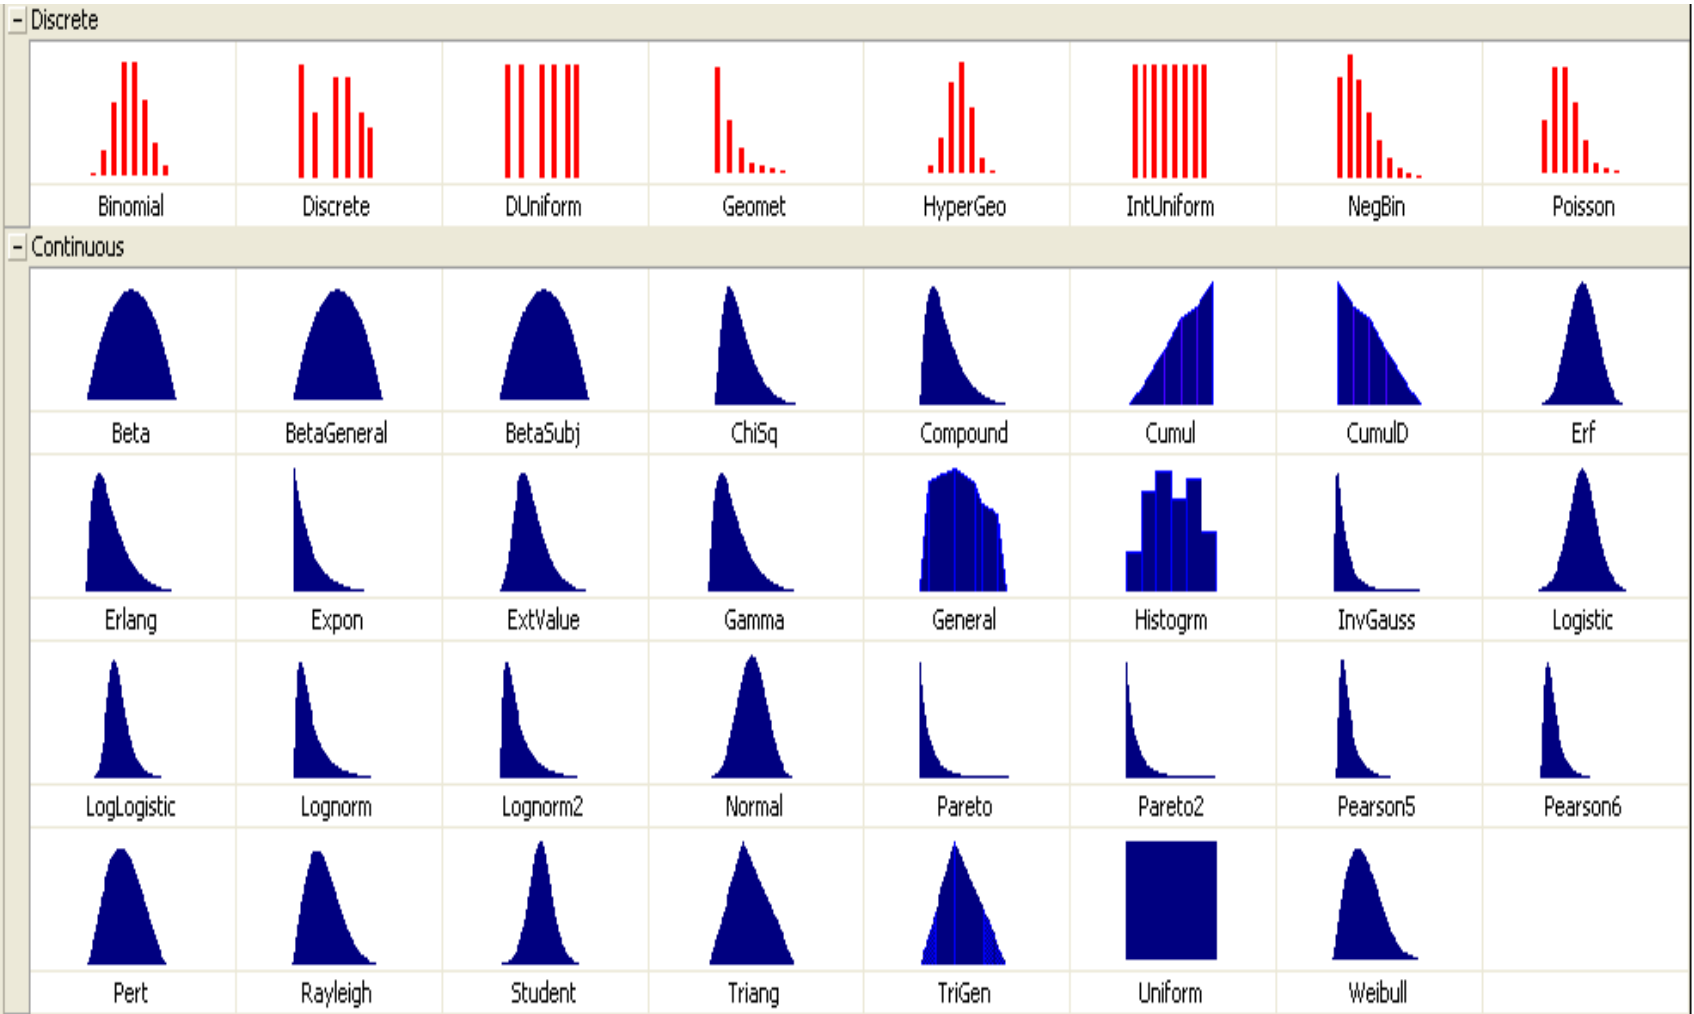 Discrete
Binomial Discrete DUniform Geomet HyperGeo IntUniform NegBin Poisson
Continuous
Beta BetaGeneral BetaSubj ChiSq Compound Cumul CumulD Erf
Erlang Expon ExtValue Gamma General Histogrm InvGauss Logistic
LogLogistic Lognorm Lognorm2 Normal Pareto Pareto2 Pearson5 Pearson6
Pert Rayleigh Student Triang TriGen Uniform Weibull